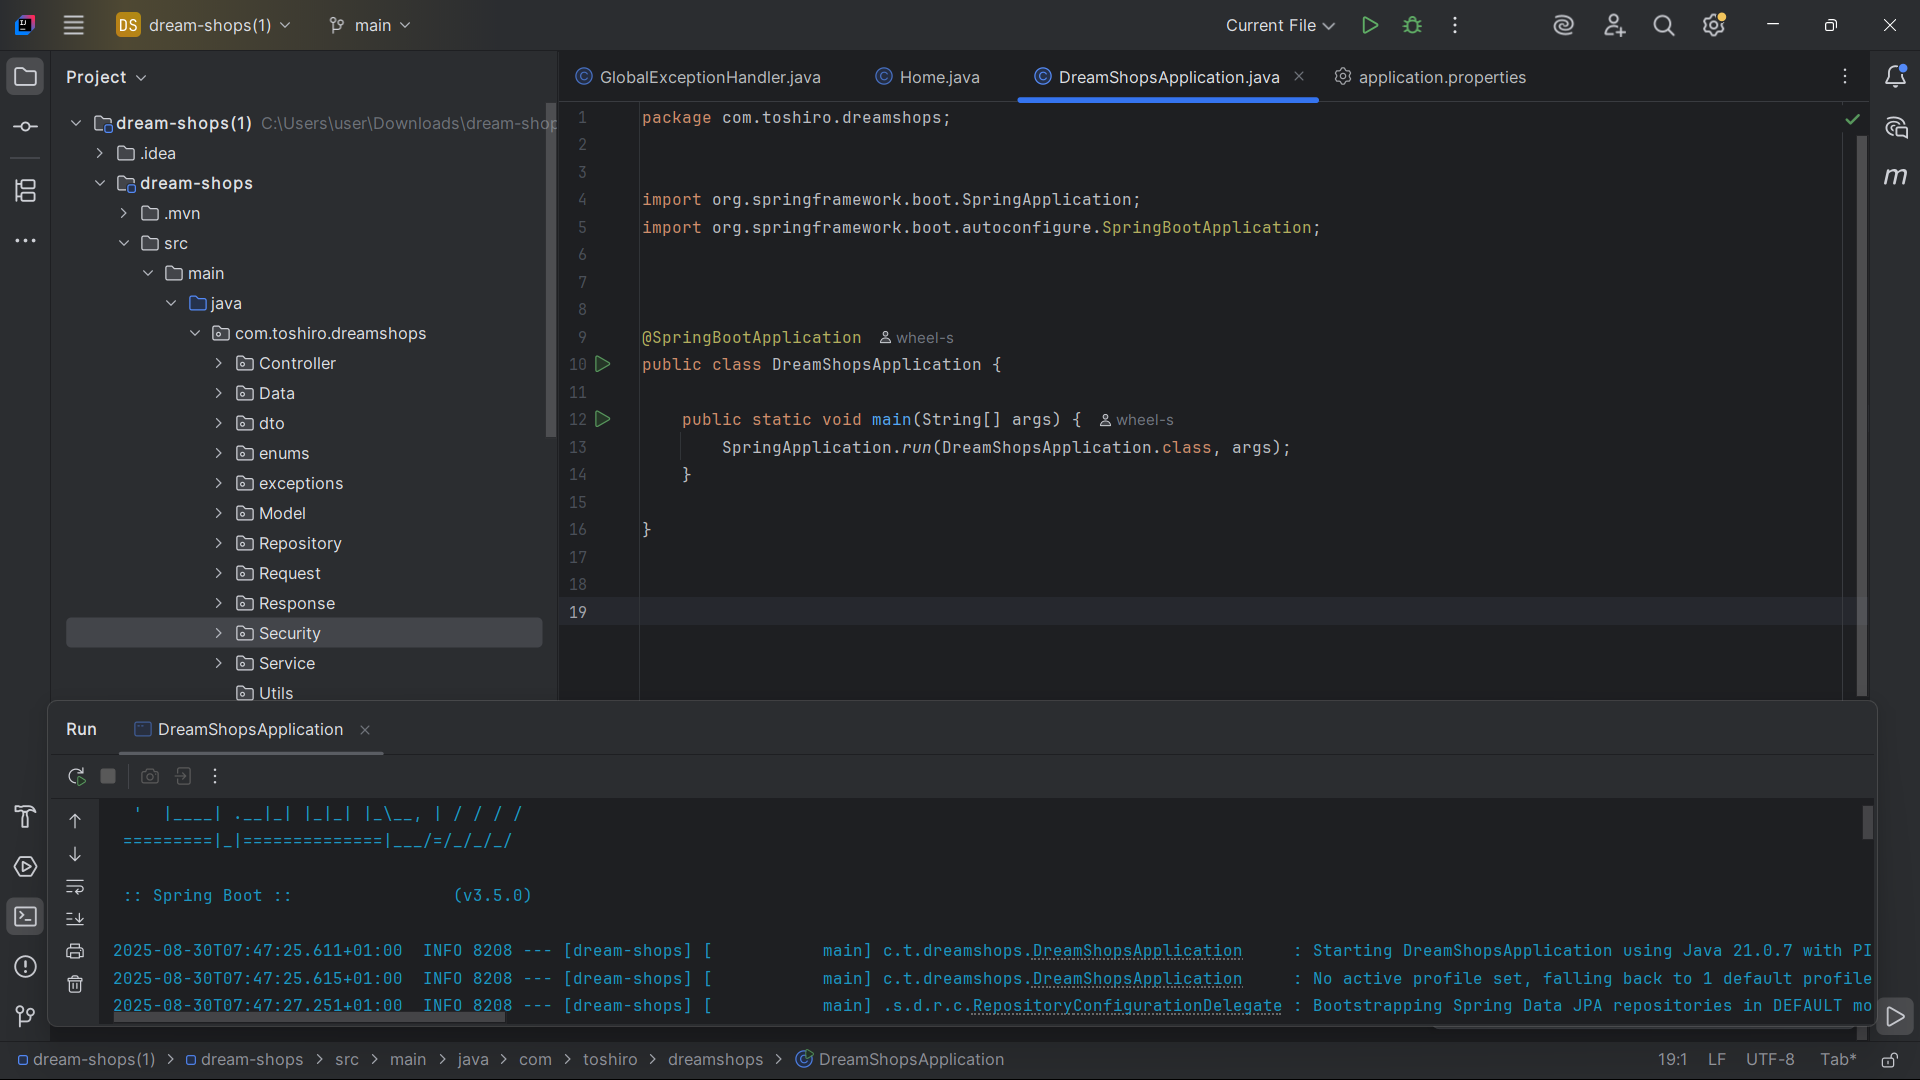 DS dream-shops(1) main Current File
Project
GlobalExceptionHandler.java Home.java DreamShopsApplication.java application.properties
dream-shops(1) C:\Users\user\Downloads\dream-shop
.idea
dream-shops
.mvn
src
main
java
com.toshiro.dreamshops
Controller
Data
dto
enums
exceptions
Model
Repository
Request
Response
Security
Service
Utils
1 package com.toshiro.dreamshops;
2
3
4 import org.springframework.boot.SpringApplication;
5 import org.springframework.boot.autoconfigure.SpringBootApplication;
6
7
8
9 @SpringBootApplication wheel-s
10 public class DreamShopsApplication {
11
12 public static void main(String[] args) { wheel-s
13 SpringApplication.run(DreamShopsApplication.class, args);
14 }
15
16 }
17
18
19
m
Run DreamShopsApplication
' |____| .__|_| |_|_| |_\__, | / / / /
=========|_|==============|___/=/_/_/_/
:: Spring Boot :: (v3.5.0)
2025-08-30T07:47:25.611+01:00 INFO 8208 --- [dream-shops] [ main] c.t.dreamshops.DreamShopsApplication : Starting DreamShopsApplication using Java 21.0.7 with PI
2025-08-30T07:47:25.615+01:00 INFO 8208 --- [dream-shops] [ main] c.t.dreamshops.DreamShopsApplication : No active profile set, falling back to 1 default profile
2025-08-30T07:47:27.251+01:00 INFO 8208 --- [dream-shops] [ main] .s.d.r.c.RepositoryConfigurationDelegate : Bootstrapping Spring Data JPA repositories in DEFAULT mo
dream-shops(1) > dream-shops > src > main > java > com > toshiro > dreamshops > DreamShopsApplication 19:1 LF UTF-8 Tab*